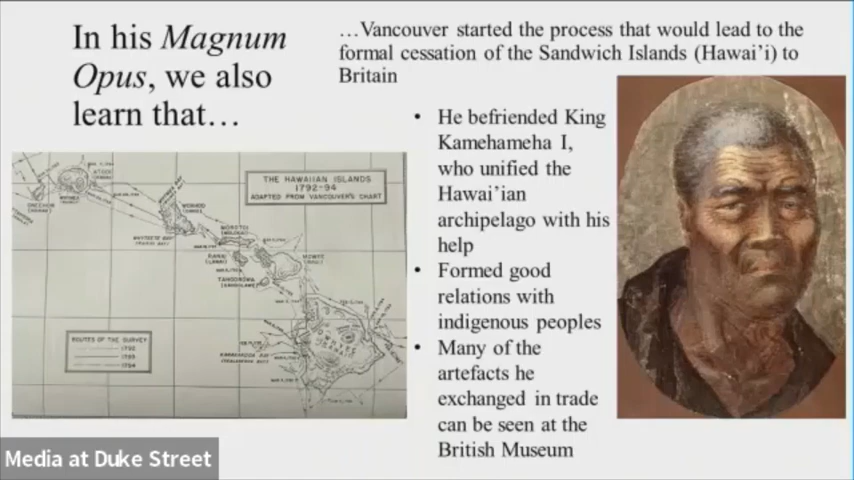 In his Magnum
Opus, we also
learn that…
…Vancouver started the process that would lead to the
formal cessation of the Sandwich Islands (Hawai’i) to
Britain
• He befriended King
Kamehameha I,
who unified the
Hawai’ian
archipelago with his
help
• Formed good
relations with
indigenous peoples
• Many of the
artefacts he
exchanged in trade
can be seen at the
British Museum
THE HAWAIIAN ISLANDS
1792-94
ADAPTED FROM VANCOUVER'S CHART
ROUTES OF THE SURVEY
1792
1793
1794
Media at Duke Street